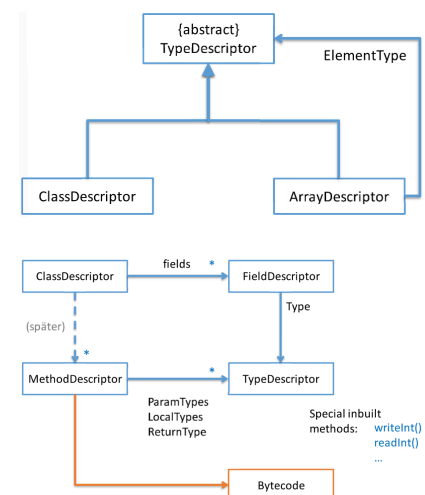 {abstract}
TypeDescriptor
ElementType
ClassDescriptor
ArrayDescriptor
fields
*
ClassDescriptor
FieldDescriptor
Type
(später)
*
*
MethodDescriptor
TypeDescriptor
ParamTypes
LocalTypes
ReturnType
Special inbuilt
methods: writeInt()
readInt()
...
Bytecode